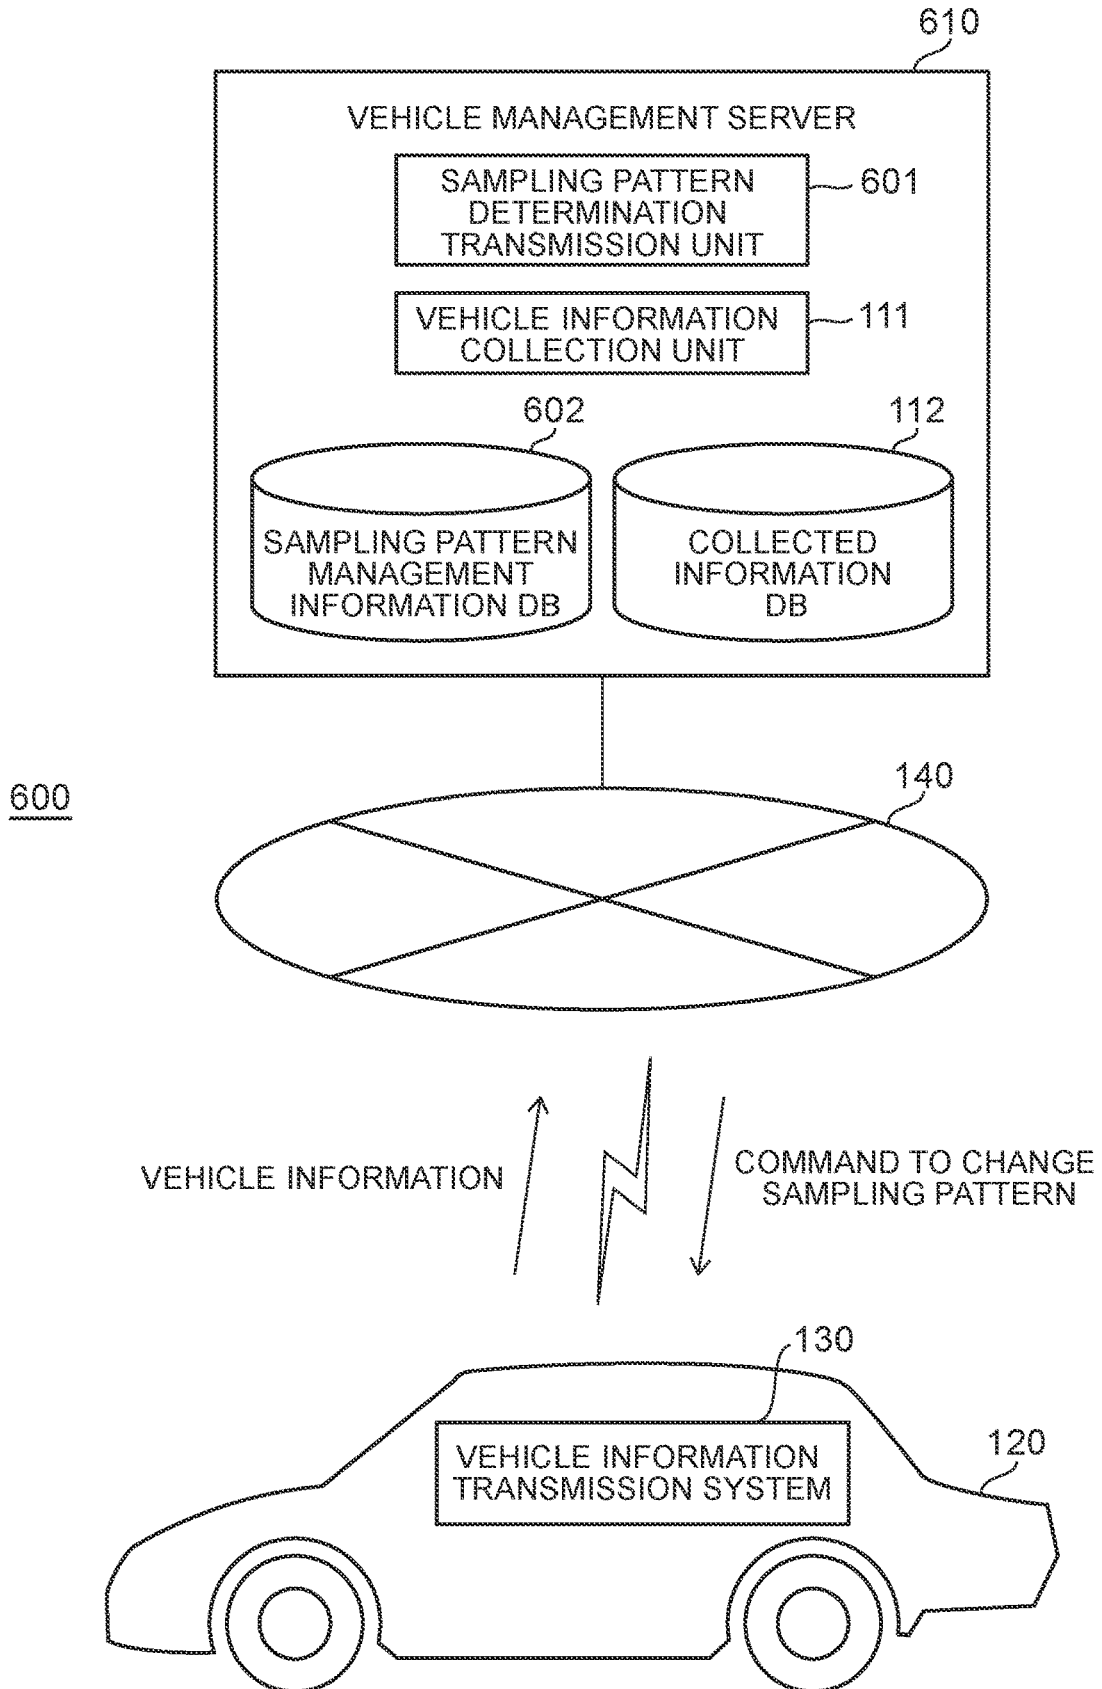 610
VEHICLE MANAGEMENT SERVER
SAMPLING PATTERN
DETERMINATION
TRANSMISSION UNIT
601
VEHICLE INFORMATION
COLLECTION UNIT
111
602
112
SAMPLING PATTERN
MANAGEMENT
INFORMATION DB
COLLECTED
INFORMATION
DB
600
140
VEHICLE INFORMATION
COMMAND TO CHANGE
SAMPLING PATTERN
130
VEHICLE INFORMATION
TRANSMISSION SYSTEM
120